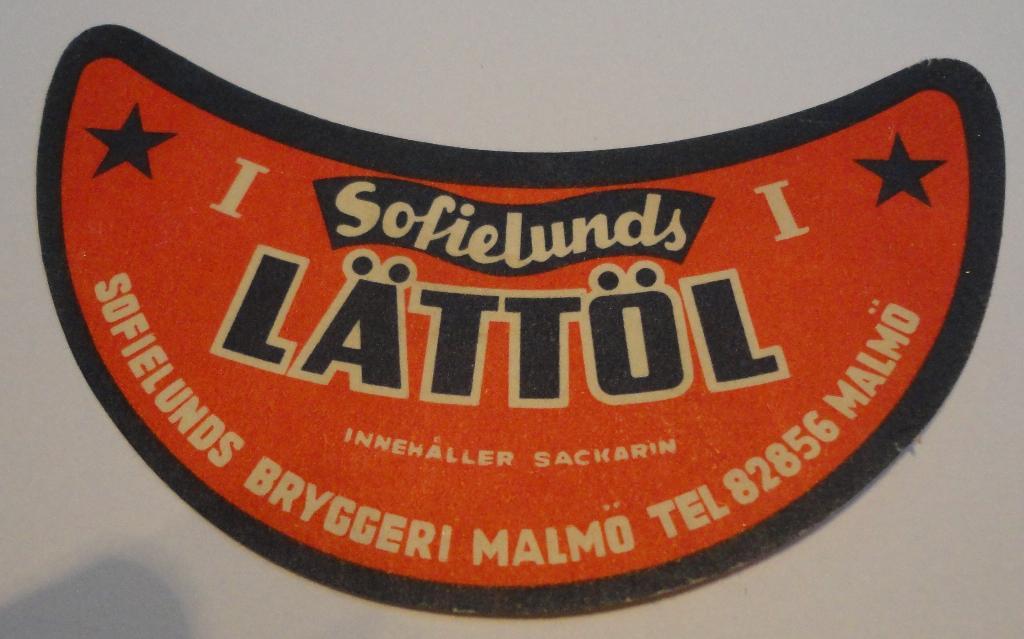 I Sofielunds I
LÄTTÖL
INNEHÅLLER SACKARIN
SOFIELUNDS BRYGGERI MALMÖ TEL 82856 MALMÖ